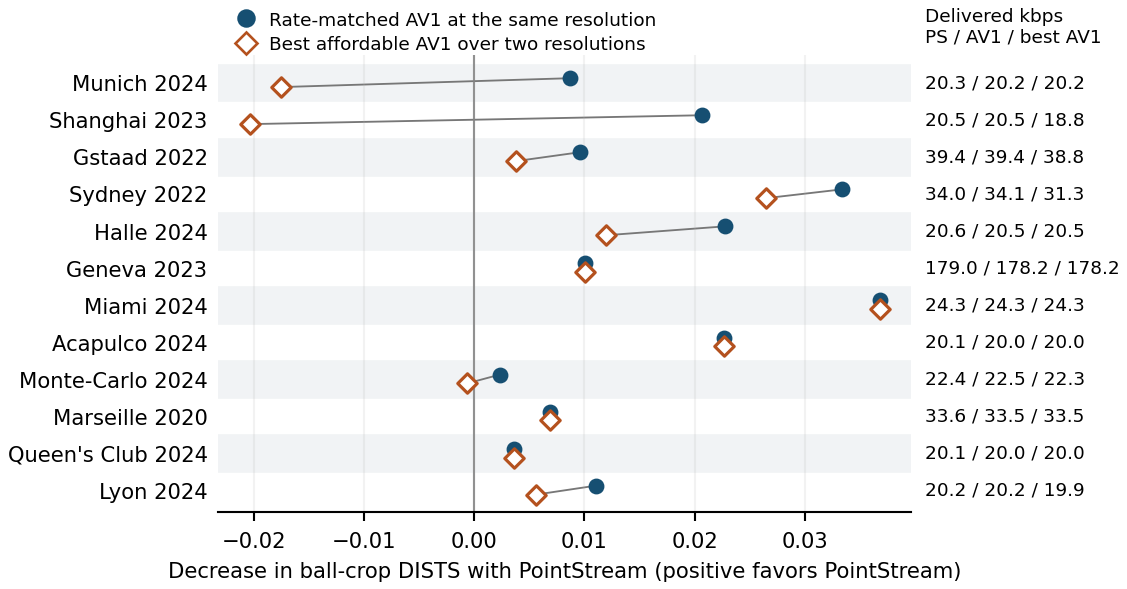 Rate-matched AV1 at the same resolution
Best affordable AV1 over two resolutions
Delivered kbps
PS / AV1 / best AV1
Munich 2024 20.3 / 20.2 / 20.2
Shanghai 2023 20.5 / 20.5 / 18.8
Gstaad 2022 39.4 / 39.4 / 38.8
Sydney 2022 34.0 / 34.1 / 31.3
Halle 2024 20.6 / 20.5 / 20.5
Geneva 2023 179.0 / 178.2 / 178.2
Miami 2024 24.3 / 24.3 / 24.3
Acapulco 2024 20.1 / 20.0 / 20.0
Monte-Carlo 2024 22.4 / 22.5 / 22.3
Marseille 2020 33.6 / 33.5 / 33.5
Queen's Club 2024 20.1 / 20.0 / 20.0
Lyon 2024 20.2 / 20.2 / 19.9
−0.02 −0.01 0.00 0.01 0.02 0.03
Decrease in ball-crop DISTS with PointStream (positive favors PointStream)